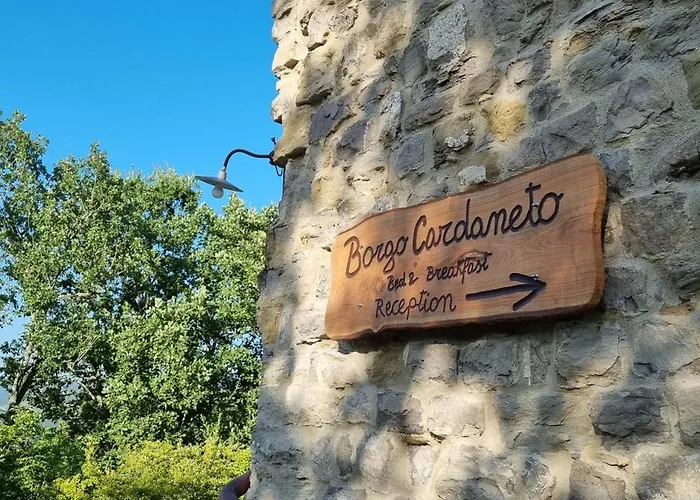 Borgo Cardaneto
Bed & Breakfast
Reception →